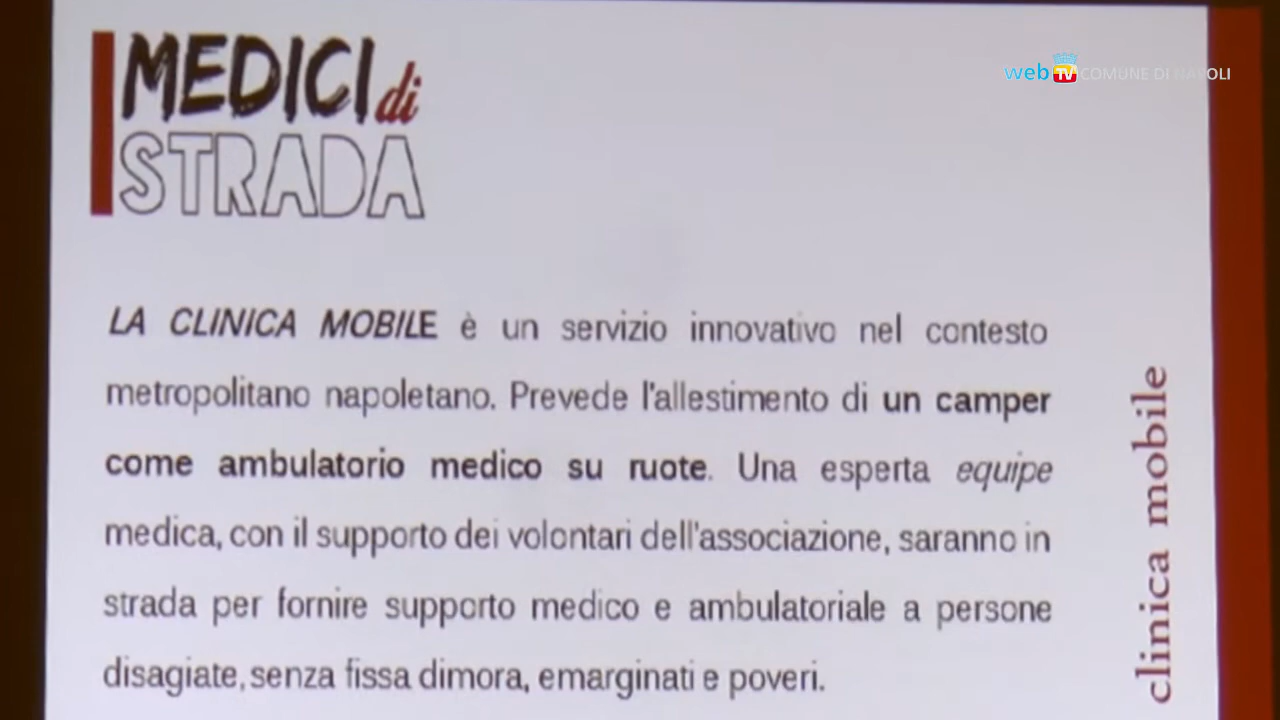 MEDICI di
STRADA
web TV COMUNE DI NAPOLI
LA CLINICA MOBILE è un servizio innovativo nel contesto
metropolitano napoletano. Prevede l'allestimento di un camper
come ambulatorio medico su ruote. Una esperta equipe
medica, con il supporto dei volontari dell'associazione, saranno in
strada per fornire supporto medico e ambulatoriale a persone
disagiate, senza fissa dimora, emarginati e poveri.
clinica mobile